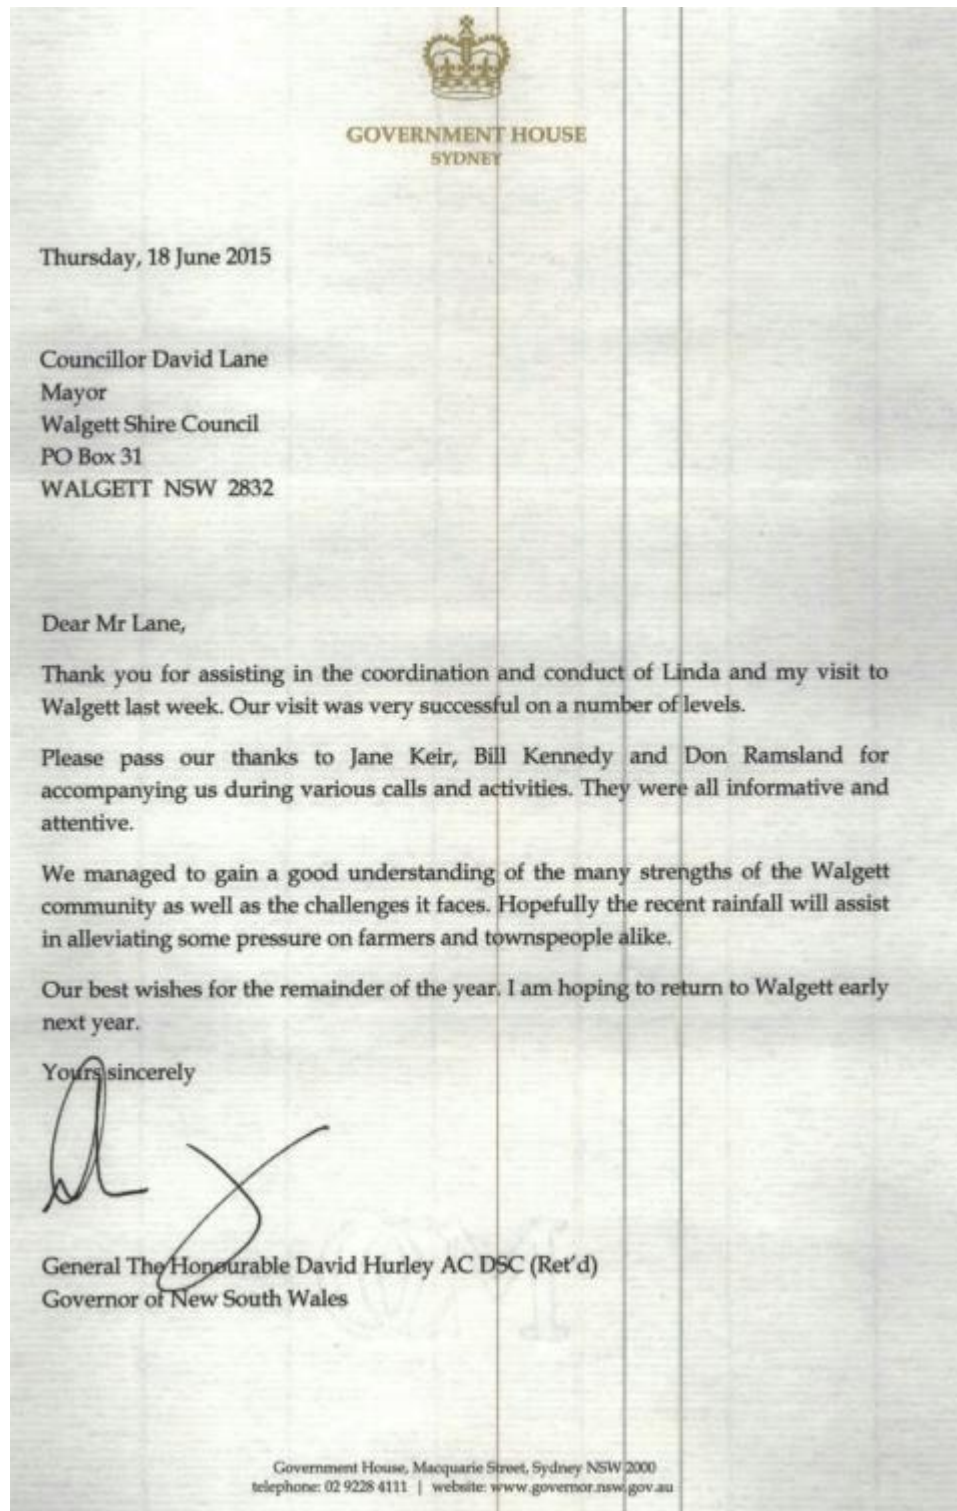 GOVERNMENT HOUSE
SYDNEY
Thursday, 18 June 2015
Councillor David Lane
Mayor
Walgett Shire Council
PO Box 31
WALGETT NSW 2832
Dear Mr Lane,
Thank you for assisting in the coordination and conduct of Linda and my visit to
Walgett last week. Our visit was very successful on a number of levels.
Please pass our thanks to Jane Keir, Bill Kennedy and Don Ramsland for
accompanying us during various calls and activities. They were all informative and
attentive.
We managed to gain a good understanding of the many strengths of the Walgett
community as well as the challenges it faces. Hopefully the recent rainfall will assist
in alleviating some pressure on farmers and townspeople alike.
Our best wishes for the remainder of the year. I am hoping to return to Walgett early
next year.
Yours sincerely
General The Honourable David Hurley AC DSC (Ret'd)
Governor of New South Wales
Government House, Macquarie Street, Sydney NSW 2000
telephone: 02 9228 4111 | website: www.governor.nsw.gov.au